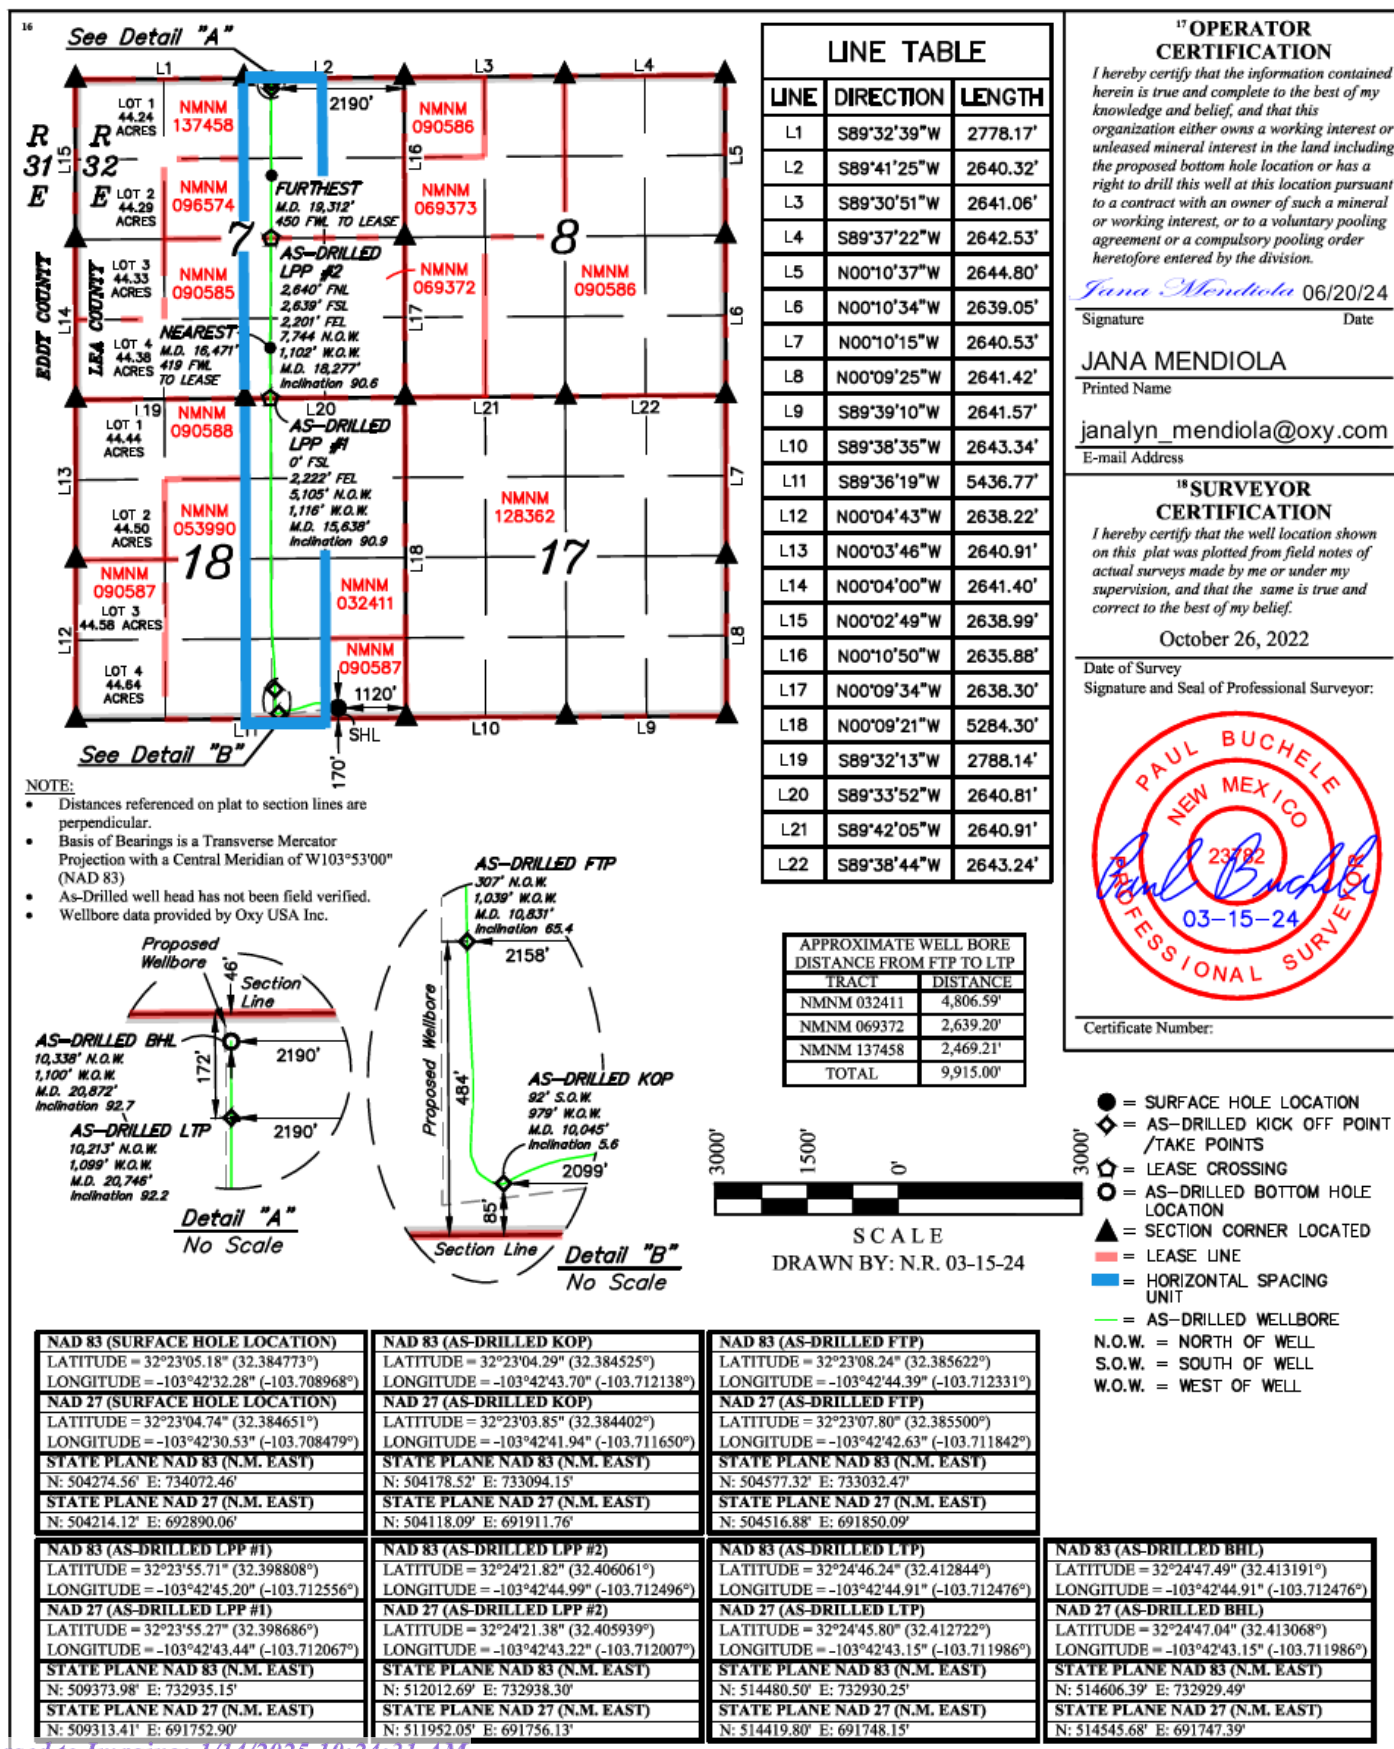 16
See Detail "A"
L1
L2
L3
L4
2190'
LOT 1
44.24
ACRES
NMNM
137458
NMNM
090586
R
31
E
R
32
E
L15
L16
L5
LOT 2
44.29
ACRES
NMNM
096574
FURTHEST
M.D. 19,312'
450 FWL TO LEASE
NMNM
069373
7
8
AS-DRILLED
LPP #2
2,640' FNL
2,639' FSL
2,201' FEL
7,744 N.O.W.
1,102' W.O.W.
M.D. 18,277'
Inclination 90.6
LOT 3
44.33
ACRES
NMNM
090585
NMNM
069372
NMNM
090586
EDDY COUNTY
LEA COUNTY
L14
L17
L6
NEAREST
M.D. 16,471'
419 FWL
TO LEASE
LOT 4
44.38
ACRES
L19
L20
L21
L22
LOT 1
44.44
ACRES
NMNM
090588
AS-DRILLED
LPP #1
0' FSL
2,222' FEL
5,105' N.O.W.
1,116' W.O.W.
M.D. 15,638'
Inclination 90.9
L13
L7
LOT 2
44.50
ACRES
NMNM
053990
NMNM
128362
18
17
L18
NMNM
090587
LOT 3
44.58 ACRES
NMNM
032411
L12
L8
LOT 4
44.64
ACRES
NMNM
090587
1120'
L11
SHL
L10
L9
See Detail "B"
170'
NOTE:
• Distances referenced on plat to section lines are
perpendicular.
• Basis of Bearings is a Transverse Mercator
Projection with a Central Meridian of W103°53'00"
(NAD 83)
• As-Drilled well head has not been field verified.
• Wellbore data provided by Oxy USA Inc.
LINE TABLE
LINE DIRECTION LENGTH
L1 S89°32'39"W 2778.17'
L2 S89°41'25"W 2640.32'
L3 S89°30'51"W 2641.06'
L4 S89°37'22"W 2642.53'
L5 N00°10'37"W 2644.80'
L6 N00°10'34"W 2639.05'
L7 N00°10'15"W 2640.53'
L8 N00°09'25"W 2641.42'
L9 S89°39'10"W 2641.57'
L10 S89°38'35"W 2643.34'
L11 S89°36'19"W 5436.77'
L12 N00°04'43"W 2638.22'
L13 N00°03'46"W 2640.91'
L14 N00°04'00"W 2641.40'
L15 N00°02'49"W 2638.99'
L16 N00°10'50"W 2635.88'
L17 N00°09'34"W 2638.30'
L18 N00°09'21"W 5284.30'
L19 S89°32'13"W 2788.14'
L20 S89°33'52"W 2640.81'
L21 S89°42'05"W 2640.91'
L22 S89°38'44"W 2643.24'
17 OPERATOR
CERTIFICATION
I hereby certify that the information contained
herein is true and complete to the best of my
knowledge and belief, and that this
organization either owns a working interest or
unleased mineral interest in the land including
the proposed bottom hole location or has a
right to drill this well at this location pursuant
to a contract with an owner of such a mineral
or working interest, or to a voluntary pooling
agreement or a compulsory pooling order
heretofore entered by the division.
Jana Mendiola 06/20/24
Signature Date
JANA MENDIOLA
Printed Name
janalyn_mendiola@oxy.com
E-mail Address
18 SURVEYOR
CERTIFICATION
I hereby certify that the well location shown
on this plat was plotted from field notes of
actual surveys made by me or under my
supervision, and that the same is true and
correct to the best of my belief.
October 26, 2022
Date of Survey
Signature and Seal of Professional Surveyor:
PAUL BUCHELE
NEW MEXICO
23782
Paul Buchele
03-15-24
PROFESSIONAL SURVEYOR
Certificate Number:
Proposed
Wellbore
46'
Section
Line
AS-DRILLED BHL
10,338' N.O.W.
1,100' W.O.W.
M.D. 20,872'
Inclination 92.7
172'
2190'
AS-DRILLED LTP
10,213' N.O.W.
1,099' W.O.W.
M.D. 20,746'
Inclination 92.2
2190'
Detail "A"
No Scale
AS-DRILLED FTP
307' N.O.W.
1,039' W.O.W.
M.D. 10,831'
Inclination 65.4
2158'
Proposed Wellbore
484'
AS-DRILLED KOP
92' S.O.W.
979' W.O.W.
M.D. 10,045'
Inclination 5.6
2099'
85'
Section Line
Detail "B"
No Scale
APPROXIMATE WELL BORE
DISTANCE FROM FTP TO LTP
TRACT DISTANCE
NMNM 032411 4,806.59'
NMNM 069372 2,639.20'
NMNM 137458 2,469.21'
TOTAL 9,915.00'
3000' 1500' 0' 3000'
SCALE
DRAWN BY: N.R. 03-15-24
= SURFACE HOLE LOCATION
= AS-DRILLED KICK OFF POINT
/TAKE POINTS
= LEASE CROSSING
= AS-DRILLED BOTTOM HOLE
LOCATION
= SECTION CORNER LOCATED
= LEASE LINE
= HORIZONTAL SPACING
UNIT
= AS-DRILLED WELLBORE
N.O.W. = NORTH OF WELL
S.O.W. = SOUTH OF WELL
W.O.W. = WEST OF WELL
NAD 83 (SURFACE HOLE LOCATION)
LATITUDE = 32°23'05.18" (32.384773°)
LONGITUDE = -103°42'32.28" (-103.708968°)
NAD 27 (SURFACE HOLE LOCATION)
LATITUDE = 32°23'04.74" (32.384651°)
LONGITUDE = -103°42'30.53" (-103.708479°)
STATE PLANE NAD 83 (N.M. EAST)
N: 504274.56' E: 734072.46'
STATE PLANE NAD 27 (N.M. EAST)
N: 504214.12' E: 692890.06'
NAD 83 (AS-DRILLED KOP)
LATITUDE = 32°23'04.29" (32.384525°)
LONGITUDE = -103°42'43.70" (-103.712138°)
NAD 27 (AS-DRILLED KOP)
LATITUDE = 32°23'03.85" (32.384402°)
LONGITUDE = -103°42'41.94" (-103.711650°)
STATE PLANE NAD 83 (N.M. EAST)
N: 504178.52' E: 733094.15'
STATE PLANE NAD 27 (N.M. EAST)
N: 504118.09' E: 691911.76'
NAD 83 (AS-DRILLED FTP)
LATITUDE = 32°23'08.24" (32.385622°)
LONGITUDE = -103°42'44.39" (-103.712331°)
NAD 27 (AS-DRILLED FTP)
LATITUDE = 32°23'07.80" (32.385500°)
LONGITUDE = -103°42'42.63" (-103.711842°)
STATE PLANE NAD 83 (N.M. EAST)
N: 504577.32' E: 733032.47'
STATE PLANE NAD 27 (N.M. EAST)
N: 504516.88' E: 691850.09'
NAD 83 (AS-DRILLED LPP #1)
LATITUDE = 32°23'55.71" (32.398808°)
LONGITUDE = -103°42'45.20" (-103.712556°)
NAD 27 (AS-DRILLED LPP #1)
LATITUDE = 32°23'55.27" (32.398686°)
LONGITUDE = -103°42'43.44" (-103.712067°)
STATE PLANE NAD 83 (N.M. EAST)
N: 509373.98' E: 732935.15'
STATE PLANE NAD 27 (N.M. EAST)
N: 509313.41' E: 691752.90'
NAD 83 (AS-DRILLED LPP #2)
LATITUDE = 32°24'21.82" (32.406061°)
LONGITUDE = -103°42'44.99" (-103.712496°)
NAD 27 (AS-DRILLED LPP #2)
LATITUDE = 32°24'21.38" (32.405939°)
LONGITUDE = -103°42'43.22" (-103.712007°)
STATE PLANE NAD 83 (N.M. EAST)
N: 512012.69' E: 732938.30'
STATE PLANE NAD 27 (N.M. EAST)
N: 511952.05' E: 691756.13'
NAD 83 (AS-DRILLED LTP)
LATITUDE = 32°24'46.24" (32.412844°)
LONGITUDE = -103°42'44.91" (-103.712476°)
NAD 27 (AS-DRILLED LTP)
LATITUDE = 32°24'45.80" (32.412722°)
LONGITUDE = -103°42'43.15" (-103.711986°)
STATE PLANE NAD 83 (N.M. EAST)
N: 514480.50' E: 732930.25'
STATE PLANE NAD 27 (N.M. EAST)
N: 514419.80' E: 691748.15'
NAD 83 (AS-DRILLED BHL)
LATITUDE = 32°24'47.49" (32.413191°)
LONGITUDE = -103°42'44.91" (-103.712476°)
NAD 27 (AS-DRILLED BHL)
LATITUDE = 32°24'47.04" (32.413068°)
LONGITUDE = -103°42'43.15" (-103.711986°)
STATE PLANE NAD 83 (N.M. EAST)
N: 514606.39' E: 732929.49'
STATE PLANE NAD 27 (N.M. EAST)
N: 514545.68' E: 691747.39'